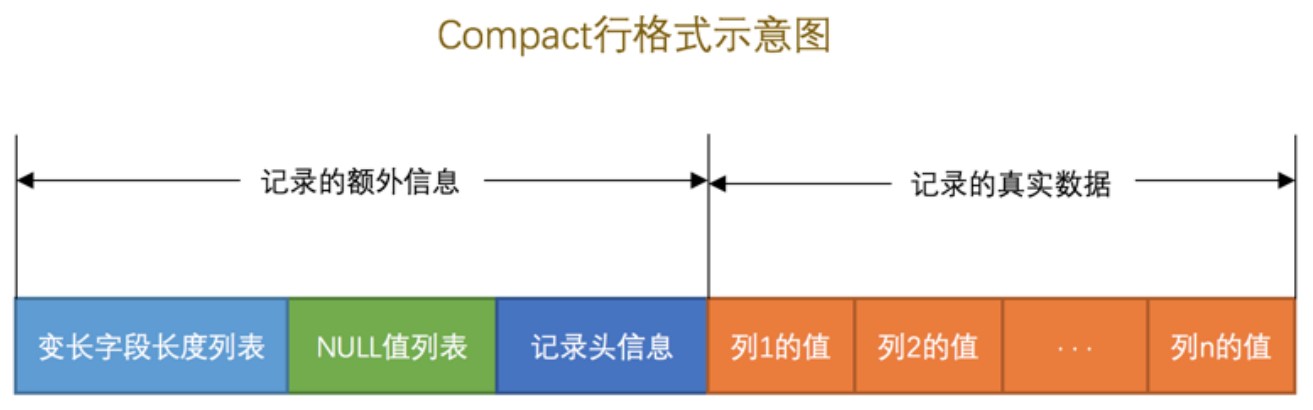 Compact行格式示意图
记录的额外信息
记录的真实数据
变长字段长度列表
NULL值列表
记录头信息
列1的值
列2的值
···
列n的值